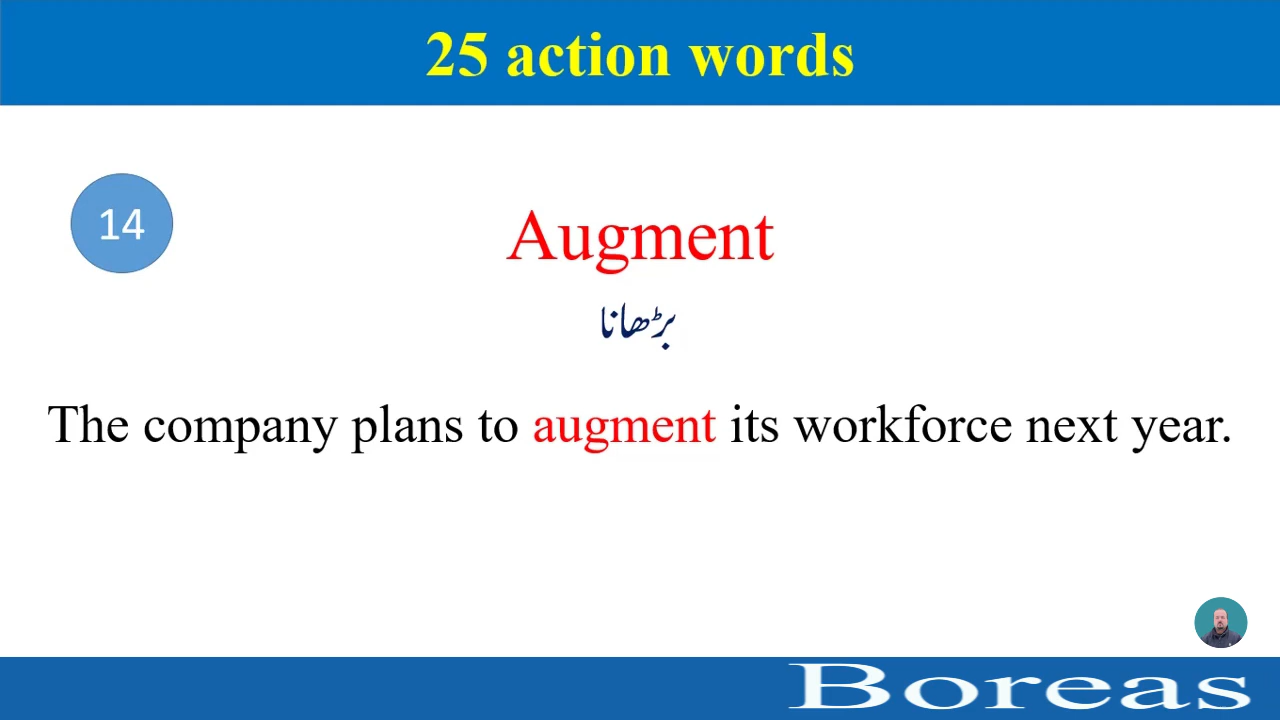 25 action words
14
Augment
بڑھانا
The company plans to augment its workforce next year.
Boreas